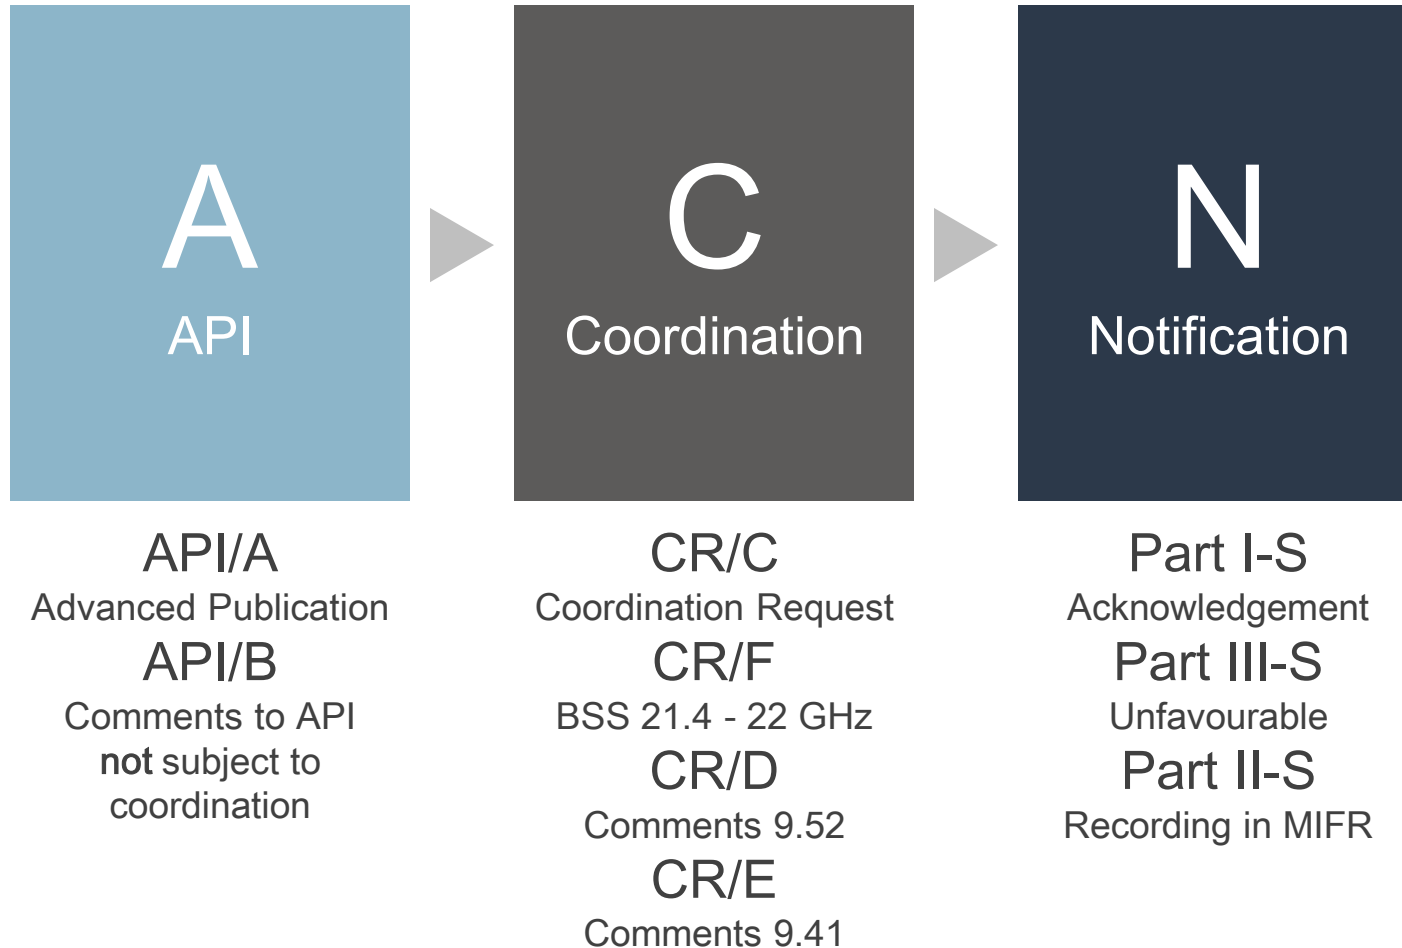 A
API
API/A
Advanced Publication
API/B
Comments to API
not subject to
coordination
C
Coordination
CR/C
Coordination Request
CR/F
BSS 21.4 - 22 GHz
CR/D
Comments 9.52
CR/E
Comments 9.41
N
Notification
Part I-S
Acknowledgement
Part III-S
Unfavourable
Part II-S
Recording in MIFR